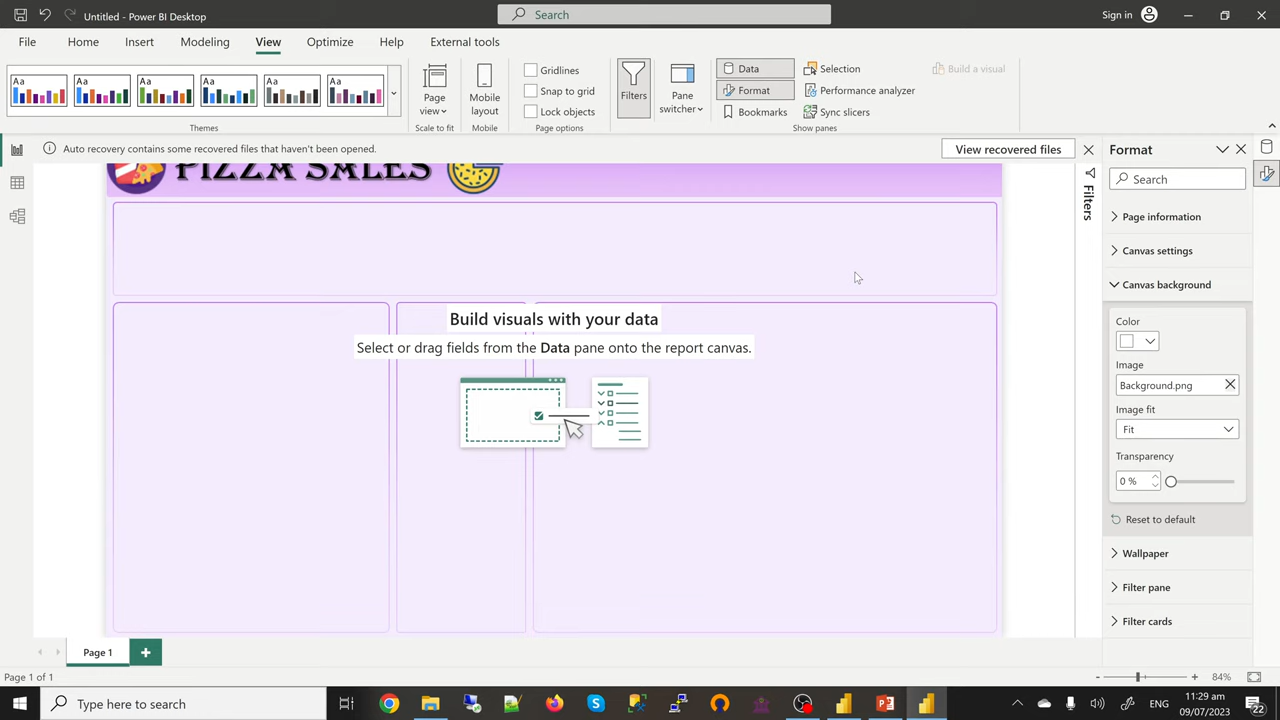 Untitled - Power BI Desktop
Search
Sign in
File
Home
Insert
Modeling
View
Optimize
Help
External tools
Aa
Aa
Aa
Aa
Aa
Aa
Themes
Page view
Scale to fit
Mobile layout
Mobile
Gridlines
Snap to grid
Lock objects
Page options
Filters
Pane switcher
Data
Format
Bookmarks
Selection
Performance analyzer
Sync slicers
Show panes
Build a visual
Auto recovery contains some recovered files that haven't been opened.
View recovered files
PIZZA SALES
Build visuals with your data
Select or drag fields from the Data pane onto the report canvas.
Filters
Format
Search
Page information
Canvas settings
Canvas background
Color
Image
Background.png
Image fit
Fit
Transparency
0 %
Reset to default
Wallpaper
Filter pane
Filter cards
Page 1
Page 1 of 1
84%
Type here to search
11:29 am
09/07/2023
22